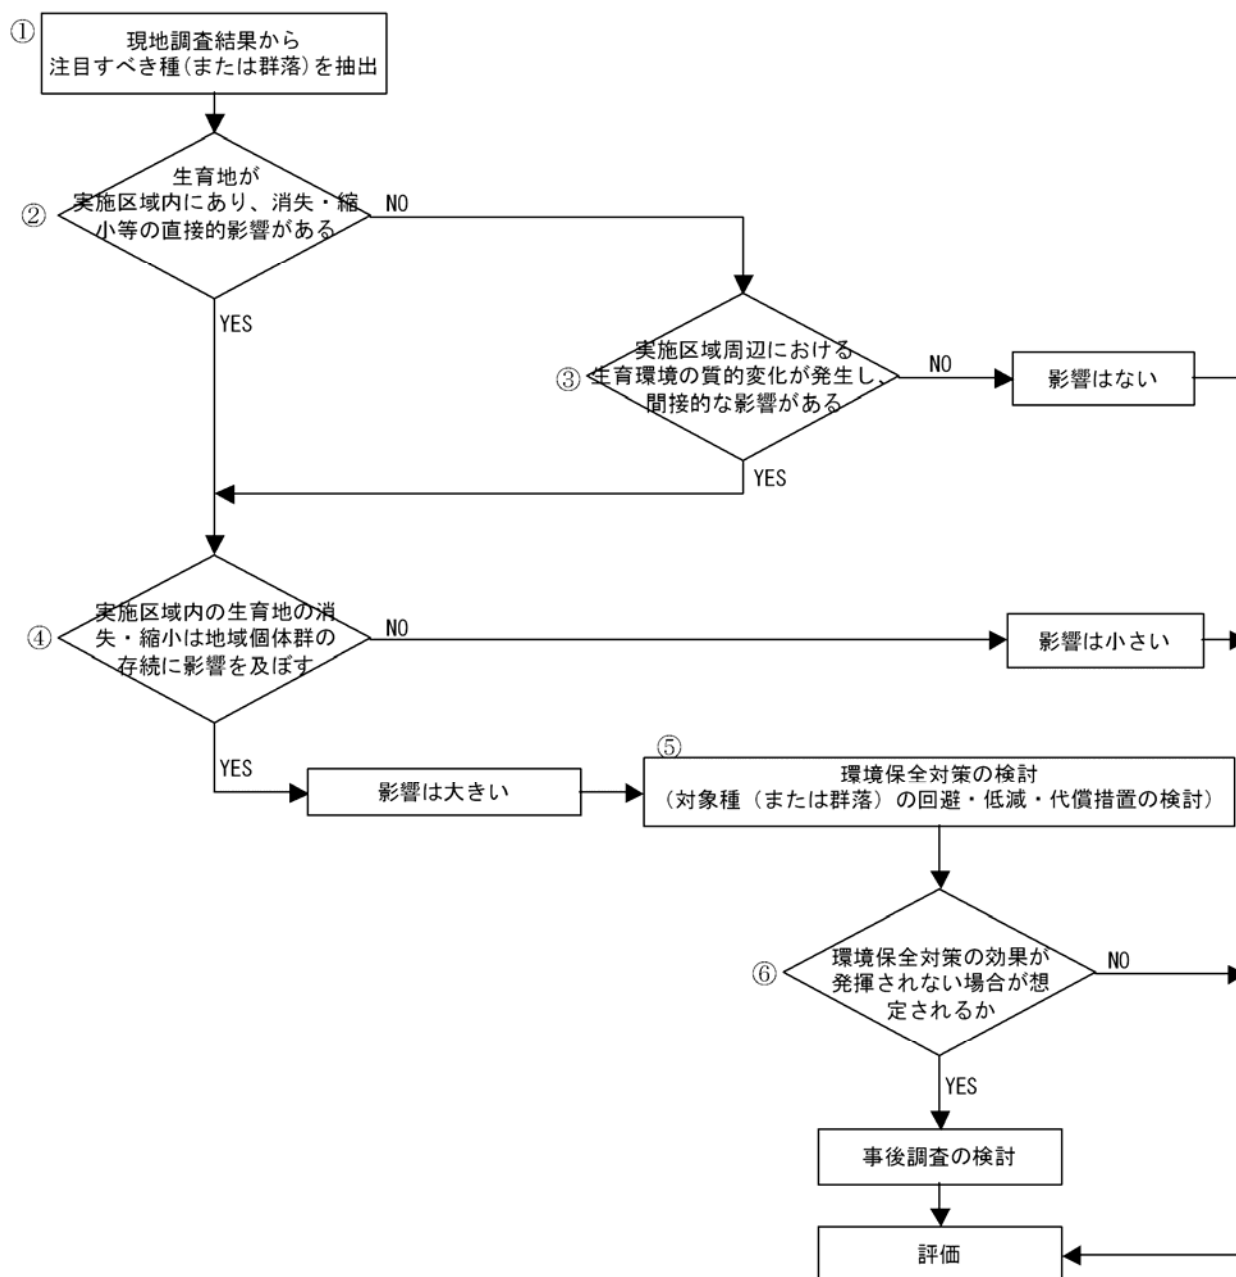 ①
現地調査結果から
注目すべき種(または群落)を抽出
②
生育地が
実施区域内にあり、消失・縮
小等の直接的影響がある
NO
YES
③
実施区域周辺における
生育環境の質的変化が発生し、
間接的な影響がある
NO
影響はない
YES
④
実施区域内の生育地の消
失・縮小は地域個体群の
存続に影響を及ぼす
NO
影響は小さい
YES
影響は大きい
⑤
環境保全対策の検討
(対象種(または群落)の回避・低減・代償措置の検討)
⑥
環境保全対策の効果が
発揮されない場合が想
定されるか
NO
YES
事後調査の検討
評価